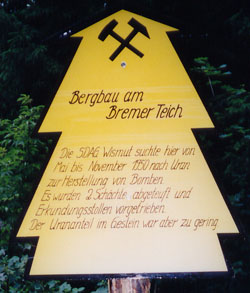 Bergbau am
Bremer Teich
Die SDAG Wismut suchte hier von
Mai bis November 1950 nach Uran
zur Herstellung von Bomben.
Es wurden 2 Schächte abgeteuft und
Erkundungsstollen vorgetrieben.
Der Urananteil im Gestein war aber zu gering